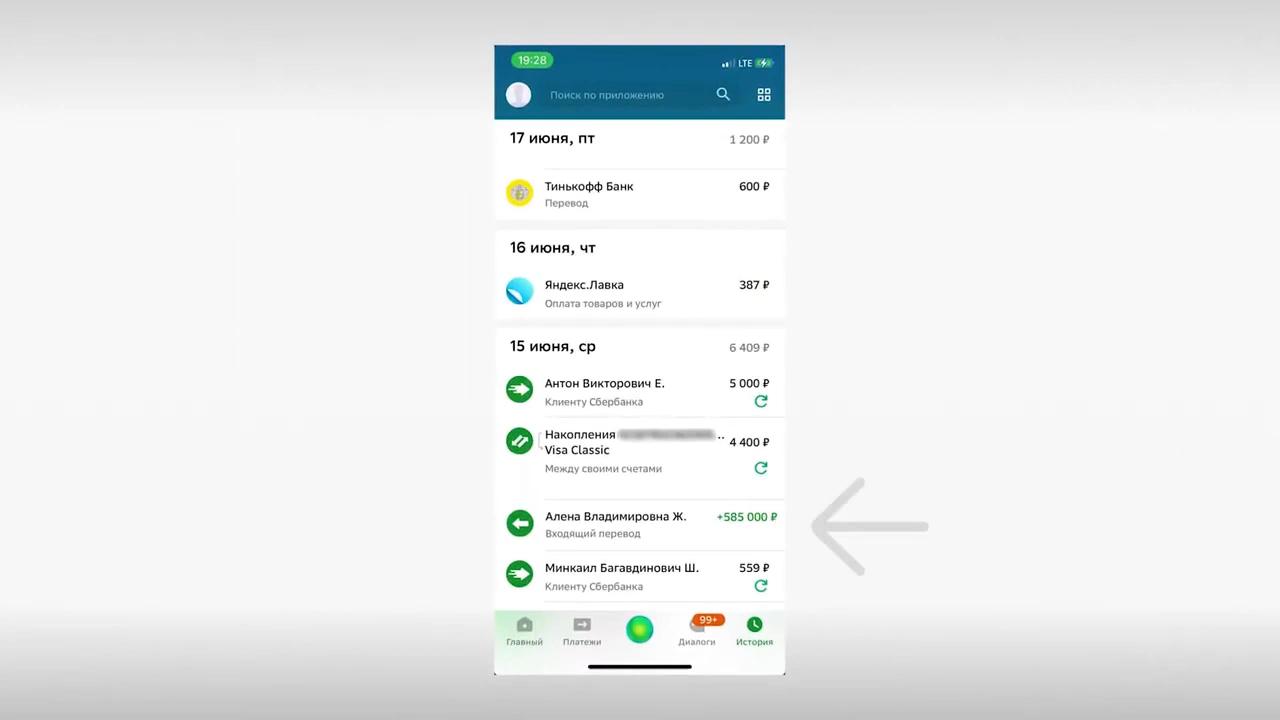 19:28
LTE
Поиск по приложению
17 июня, пт
1 200 ₽
Тинькофф Банк
600 ₽
Перевод
16 июня, чт
Яндекс.Лавка
387 ₽
Оплата товаров и услуг
15 июня, ср
6 409 ₽
Антон Викторович Е.
5 000 ₽
Клиенту Сбербанка
Накопления ..
Visa Classic
4 400 ₽
Между своими счетами
Алена Владимировна Ж.
+585 000 ₽
Входящий перевод
Минкаил Багавдинович Ш.
559 ₽
Клиенту Сбербанка
99+
Главный Платежи Диалоги История